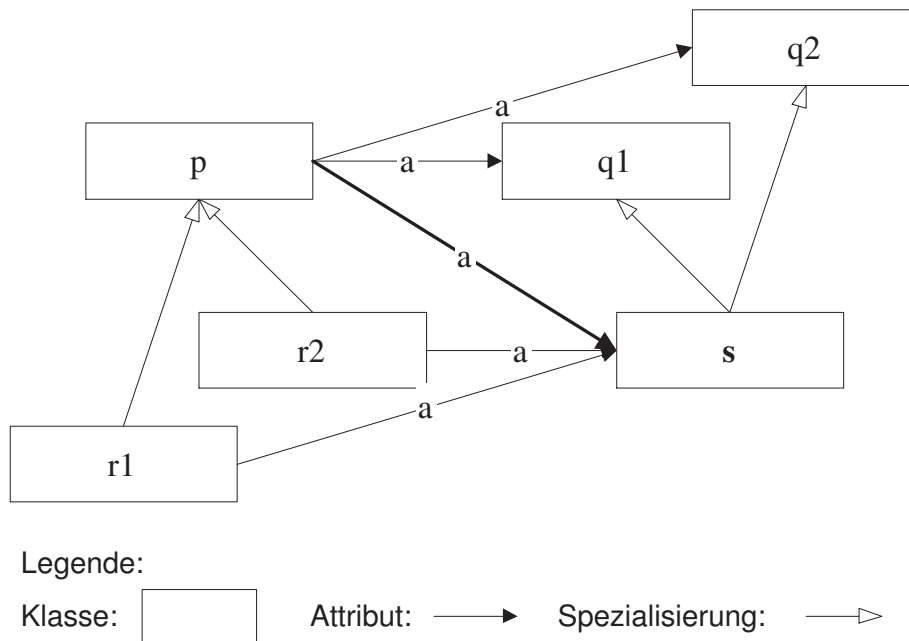 q2
a
p
a
q1
a
r2
a
s
a
r1
Legende:
Klasse:
Attribut:
Spezialisierung: